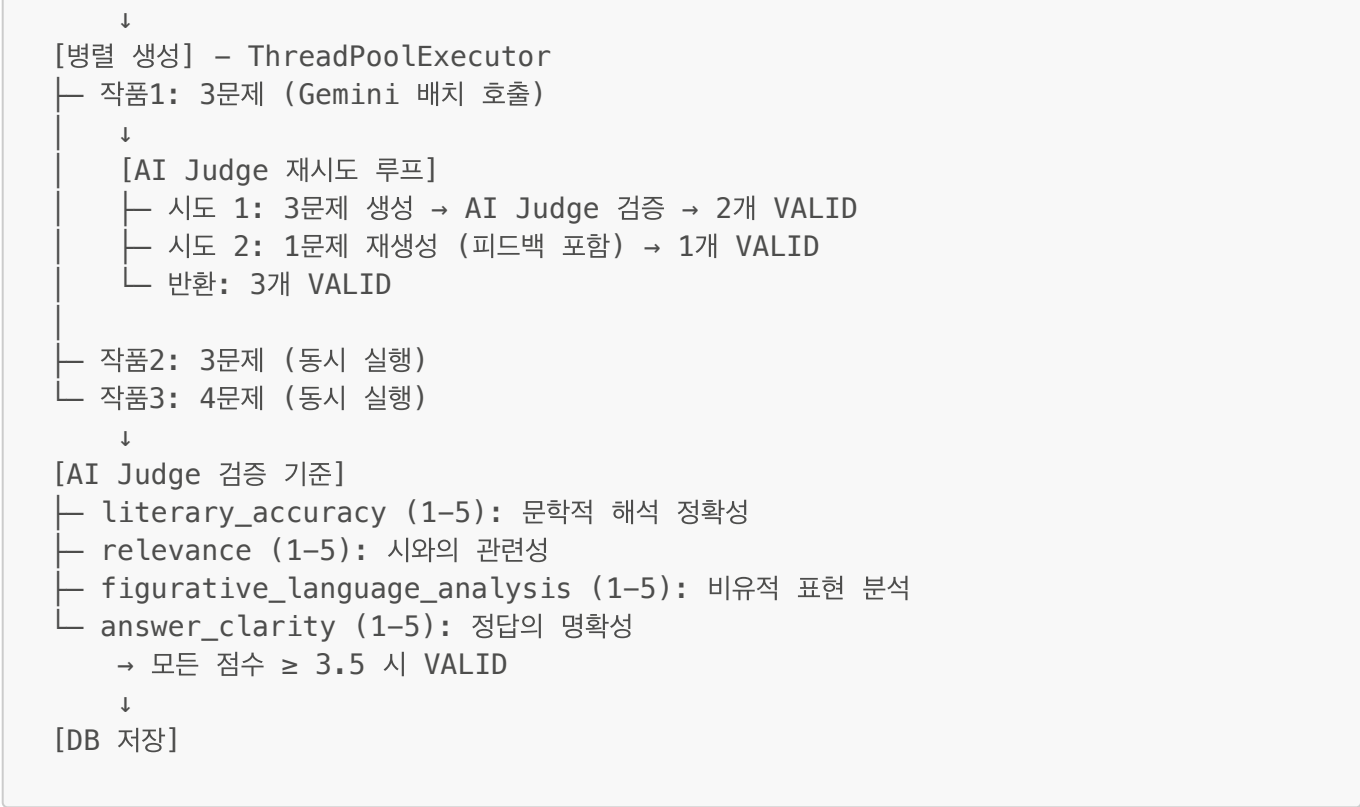 ↓
[병렬 생성] – ThreadPoolExecutor
├─ 작품1: 3문제 (Gemini 배치 호출)
│   ↓
│   [AI Judge 재시도 루프]
│   ├─ 시도 1: 3문제 생성 → AI Judge 검증 → 2개 VALID
│   ├─ 시도 2: 1문제 재생성 (피드백 포함) → 1개 VALID
│   └─ 반환: 3개 VALID
│
├─ 작품2: 3문제 (동시 실행)
└─ 작품3: 4문제 (동시 실행)
↓
[AI Judge 검증 기준]
├─ literary_accuracy (1–5): 문학적 해석 정확성
├─ relevance (1–5): 시와의 관련성
├─ figurative_language_analysis (1–5): 비유적 표현 분석
└─ answer_clarity (1–5): 정답의 명확성
→ 모든 점수 ≥ 3.5 시 VALID
↓
[DB 저장]